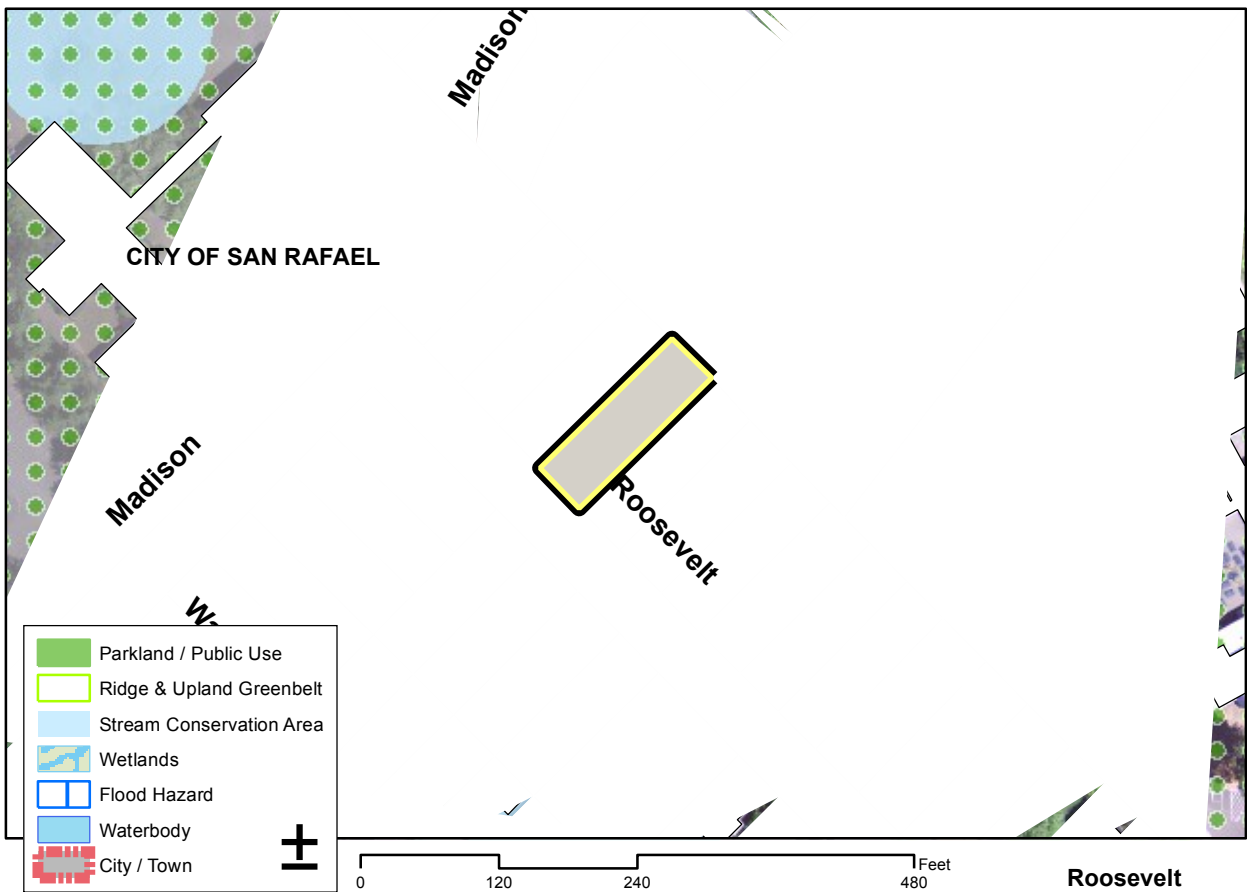 Madison
CITY OF SAN RAFAEL
Madison
Roosevelt
Parkland / Public Use
Ridge & Upland Greenbelt
Stream Conservation Area
Wetlands
Flood Hazard
Waterbody
City / Town
±
Feet
0 120 240 480
Roosevelt